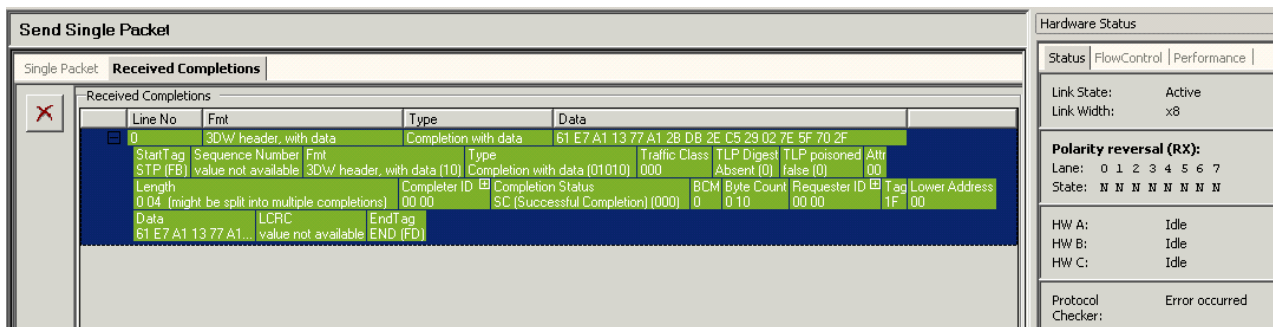 Send Single Packet
Single Packet Received Completions
Received Completions
Line No Fmt Type Data
0 3DW header, with data Completion with data 61 E7 A1 13 77 A1 2B DB 2E C5 29 02 7E 5F 70 2F
StartTag Sequence Number Fmt Type Traffic Class TLP Digest TLP poisoned Attr
STP (FB) value not available 3DW header, with data (10) Completion with data (01010) 000 Absent (0) false (0) 00
Length Completer ID Completion Status BCM Byte Count Requester ID Tag Lower Address
0 04 (might be split into multiple completions) 00 00 SC (Successful Completion) (000) 0 0 10 00 00 1F 00
Data LCRC EndTag
61 E7 A1 13 77 A1... value not available END (FD)
Hardware Status
Status FlowControl Performance
Link State: Active
Link Width: x8
Polarity reversal (RX):
Lane: 0 1 2 3 4 5 6 7
State: N N N N N N N N
HW A: Idle
HW B: Idle
HW C: Idle
Protocol Error occurred
Checker: